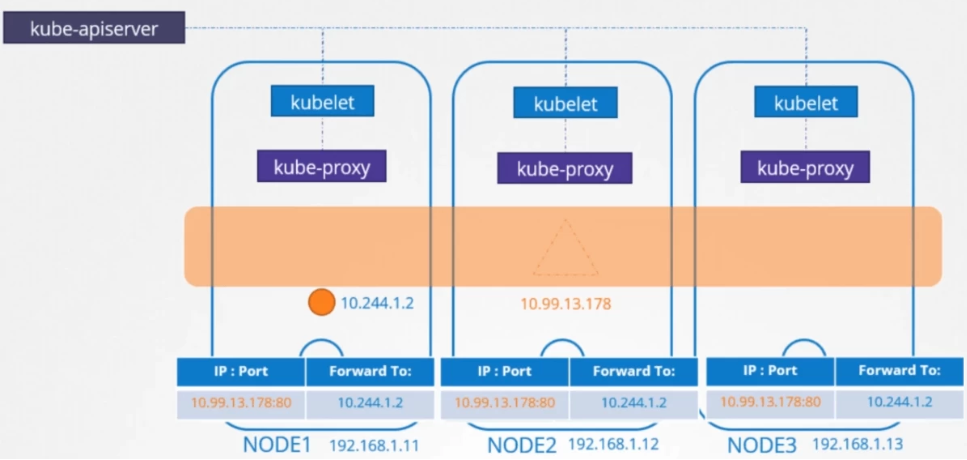 kube-apiserver
kubelet
kubelet
kubelet
kube-proxy
kube-proxy
kube-proxy
10.244.1.2
10.99.13.178
IP : Port Forward To:
10.99.13.178:80 10.244.1.2
IP : Port Forward To:
10.99.13.178:80 10.244.1.2
IP : Port Forward To:
10.99.13.178:80 10.244.1.2
NODE1 192.168.1.11
NODE2 192.168.1.12
NODE3 192.168.1.13